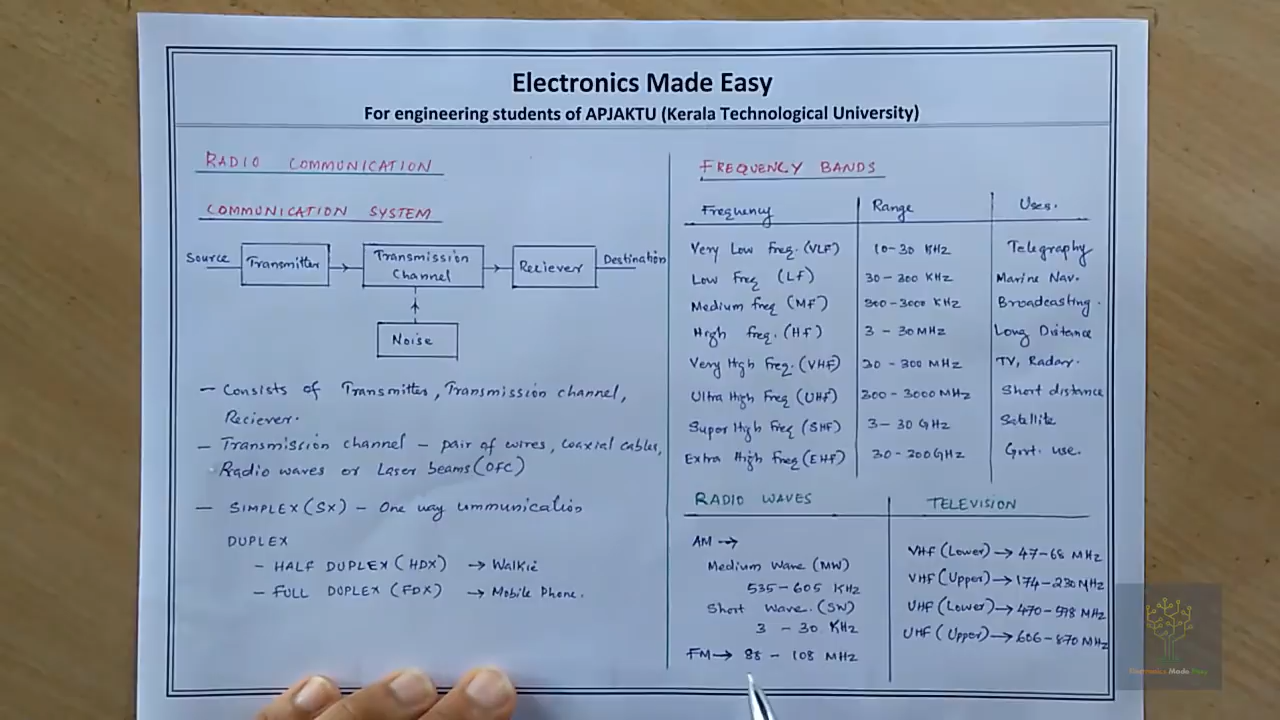 Electronics Made Easy
For engineering students of APJAKTU (Kerala Technological University)
RADIO COMMUNICATION
COMMUNICATION SYSTEM
Source
Transmitter
Transmission
Channel
Reciever
Destination
Noise
- Consists of Transmitter, Transmission channel,
Reciever.
- Transmission channel - pair of wires, coaxial cables,
Radio waves or Laser beams (OFC)
- SIMPLEX (SX) - One way ummunication
DUPLEX
- HALF DUPLEX (HDX) → Walkie
- FULL DUPLEX (FDX) → Mobile Phone.
FREQUENCY BANDS
Frequency Range Uses.
Very Low Freq. (VLF) 10-30 KHz Telegraphy
Low Freq (LF) 30-300 KHz Marine Nav.
Medium freq (MF) 300-3000 KHz Broadcasting.
High freq. (HF) 3 - 30 MHz Long Distance
Very High Freq. (VHF) 30 - 300 MHz TV, Radar.
Ultra High Freq (UHF) 300 - 3000 MHz Short distance
Super High Freq (SHF) 3 - 30 GHz Satellite
Extra High Freq (EHF) 30 - 300 GHz Govt. use.
RADIO WAVES
AM →
Medium Wave (MW)
535-605 KHz
Short Wave. (SW)
3 - 30 KHz
FM → 88 - 108 MHz
TELEVISION
VHF (Lower) → 47-68 MHz
VHF (Upper) → 174-230 MHz
UHF (Lower) → 470-598 MHz
UHF (Upper) → 606-870 MHz
Electronics Made Easy